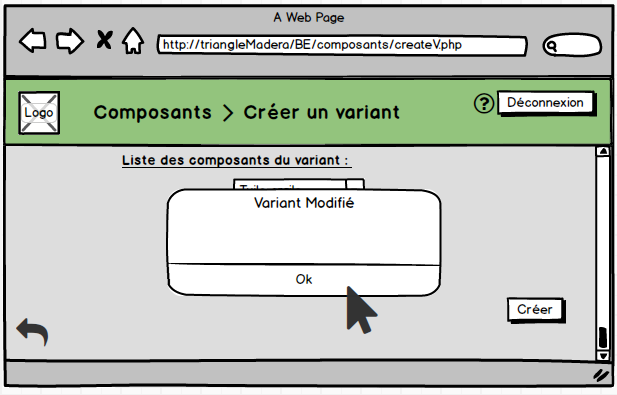 A Web Page
http://triangleMadera/BE/composants/createV.php
Logo
Composants > Créer un variant
?
Déconnexion
Liste des composants du variant :
Variant Modifié
Ok
Créer